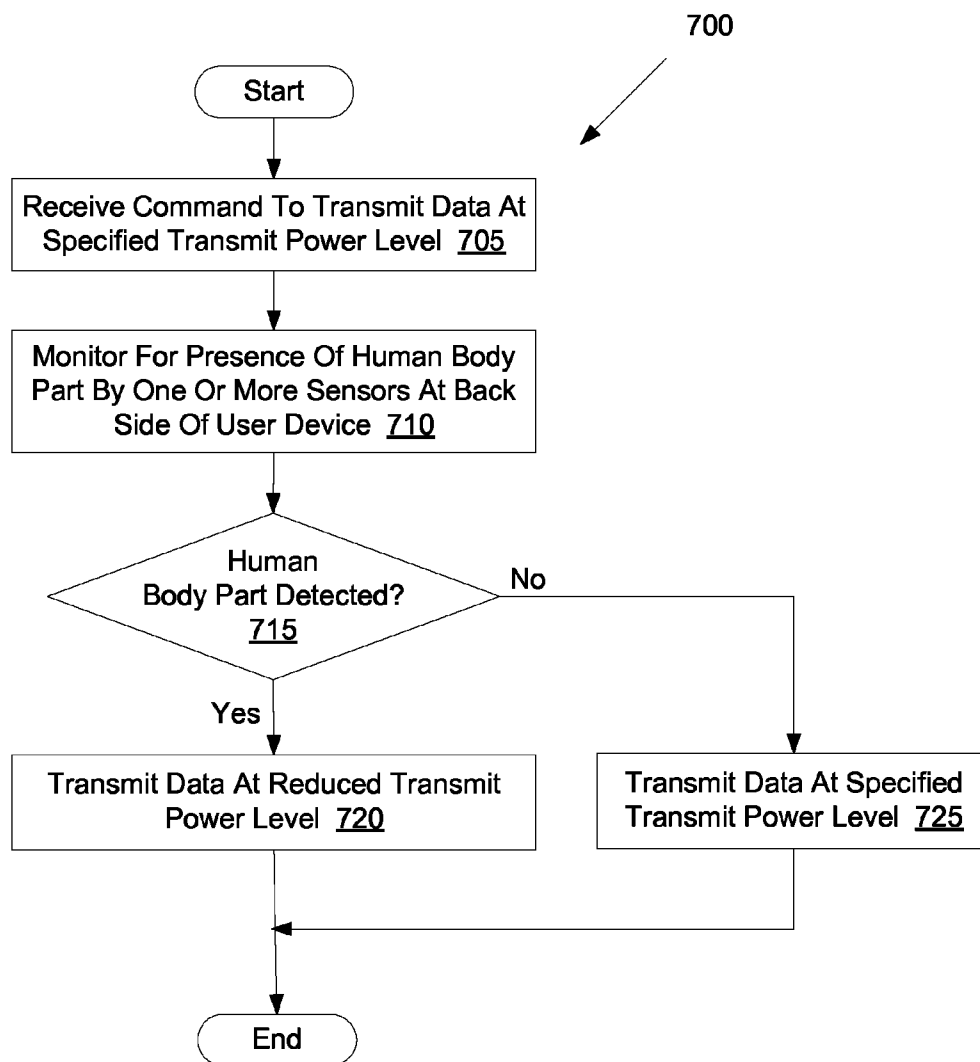 700
Start
Receive Command To Transmit Data At
Specified Transmit Power Level 705
Monitor For Presence Of Human Body
Part By One Or More Sensors At Back
Side Of User Device 710
Human
Body Part Detected?
715
No
Yes
Transmit Data At Reduced Transmit
Power Level 720
Transmit Data At Specified
Transmit Power Level 725
End